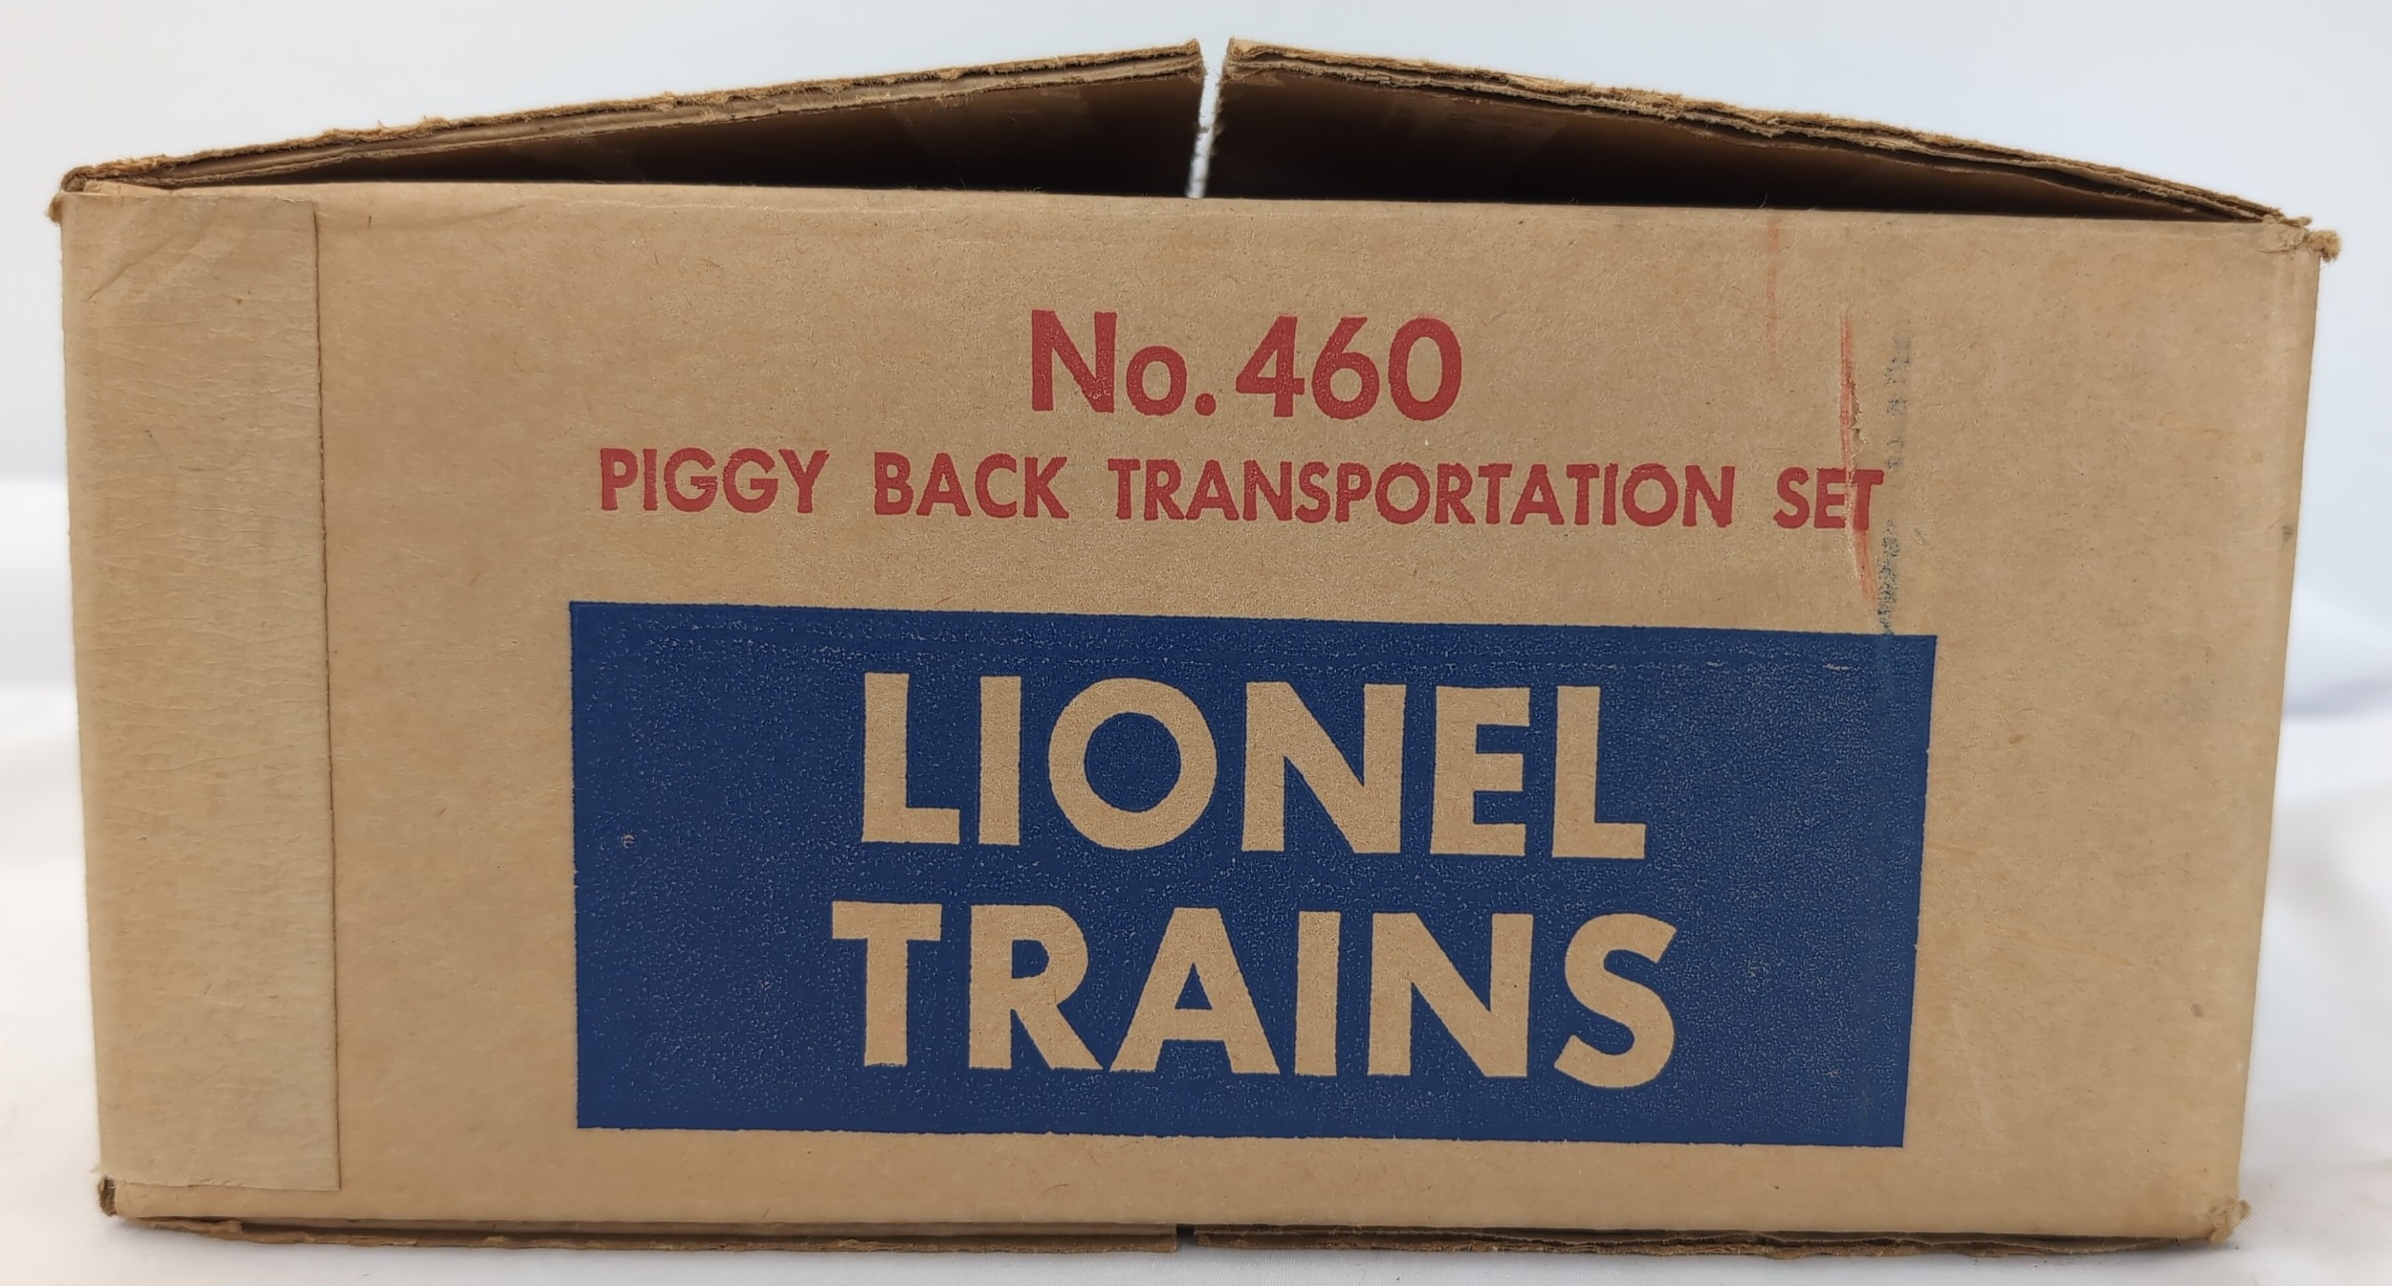 No. 460
PIGGY BACK TRANSPORTATION SET
LIONEL
TRAINS